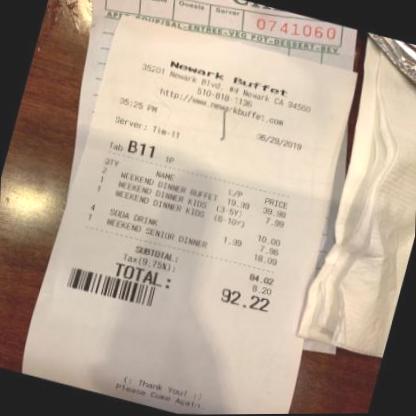 Guests Server
0741060
APPT-SOUP/SAL-ENTREE-VEG POT-DESSERT-BEV
Newark Buffet
35201 Newark Blvd. #d Newark CA 94560
510-818-1136
http://www.newarkbuffet.com
05:25 PM 06/29/2019
Server: Tim-11
Tab B11 1P
QTY NAME U/P PRICE
2 WEEKEND DINNER BUFFET 19.99 39.98
1 WEEKEND DINNER KIDS (3-5Y) 7.99
1 WEEKEND DINNER KIDS (6-10Y) 10.00
4 SODA DRINK 1.99 7.96
1 WEEKEND SENIOR DINNER 18.09
SUBTOTAL: 84.02
Tax(9.75%): 8.20
TOTAL: 92.22
(: Thank You! :)
Please Come Again.